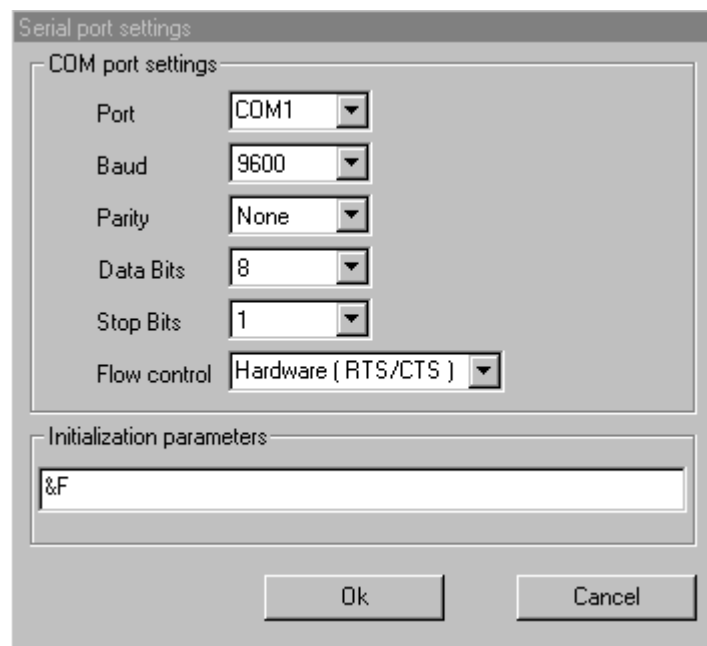 Serial port settings
COM port settings
Port COM1
Baud 9600
Parity None
Data Bits 8
Stop Bits 1
Flow control Hardware ( RTS/CTS )
Initialization parameters
&F
Ok Cancel